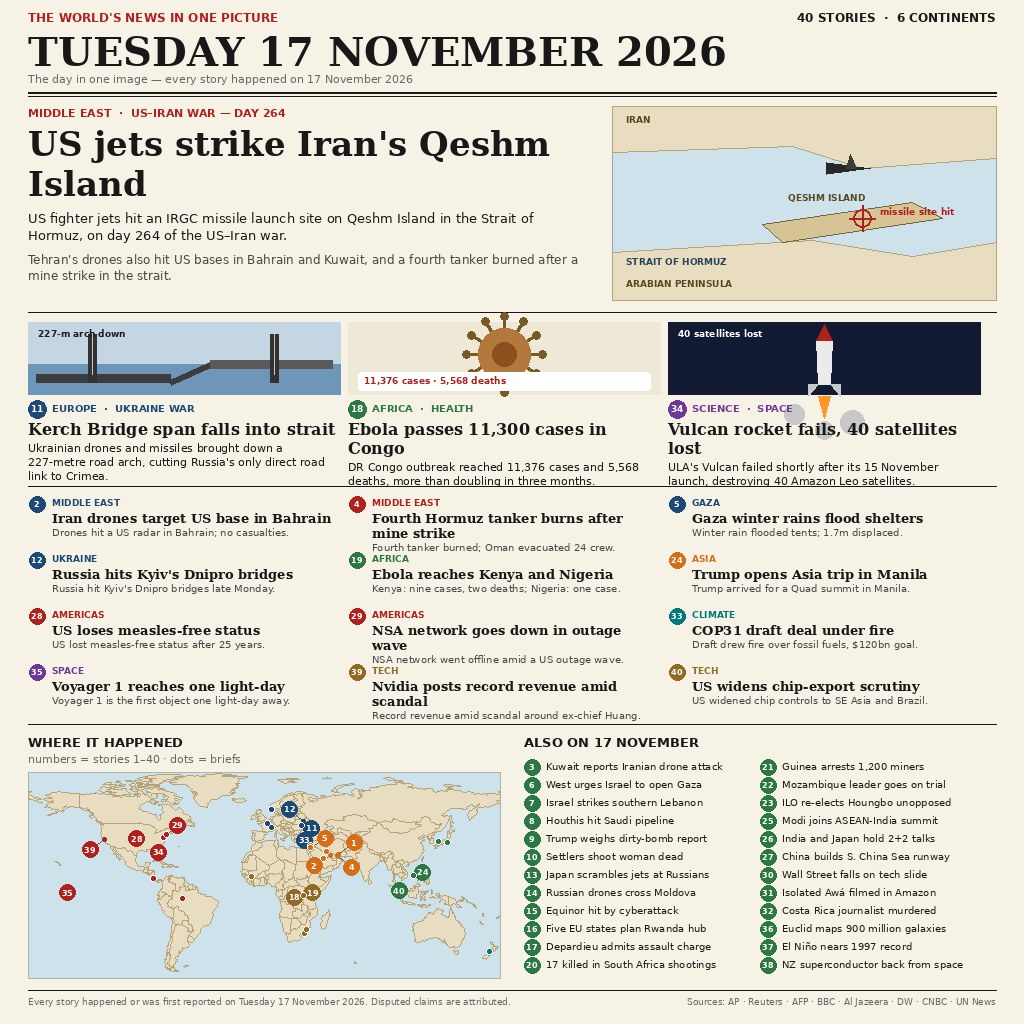 THE WORLD'S NEWS IN ONE PICTURE
40 STORIES · 6 CONTINENTS
TUESDAY 17 NOVEMBER 2026
The day in one image — every story happened on 17 November 2026
MIDDLE EAST · US–IRAN WAR — DAY 264
US jets strike Iran's Qeshm
Island
US fighter jets hit an IRGC missile launch site on Qeshm Island in the Strait of
Hormuz, on day 264 of the US–Iran war.
Tehran's drones also hit US bases in Bahrain and Kuwait, and a fourth tanker burned after a
mine strike in the strait.
IRAN
QESHM ISLAND
missile site hit
STRAIT OF HORMUZ
ARABIAN PENINSULA
227-m arch down
11 EUROPE · UKRAINE WAR
Kerch Bridge span falls into strait
Ukrainian drones and missiles brought down a
227-metre road arch, cutting Russia's only direct road
link to Crimea.
11,376 cases · 5,568 deaths
18 AFRICA · HEALTH
Ebola passes 11,300 cases in
Congo
DR Congo outbreak reached 11,376 cases and 5,568
deaths, more than doubling in three months.
40 satellites lost
34 SCIENCE · SPACE
Vulcan rocket fails, 40 satellites
lost
ULA's Vulcan failed shortly after its 15 November
launch, destroying 40 Amazon Leo satellites.
2 MIDDLE EAST
Iran drones target US base in Bahrain
Drones hit a US radar in Bahrain; no casualties.
4 MIDDLE EAST
Fourth Hormuz tanker burns after
mine strike
Fourth tanker burned; Oman evacuated 24 crew.
5 GAZA
Gaza winter rains flood shelters
Winter rain flooded tents; 1.7m displaced.
12 UKRAINE
Russia hits Kyiv's Dnipro bridges
Russia hit Kyiv's Dnipro bridges late Monday.
19 AFRICA
Ebola reaches Kenya and Nigeria
Kenya: nine cases, two deaths; Nigeria: one case.
24 ASIA
Trump opens Asia trip in Manila
Trump arrived for a Quad summit in Manila.
28 AMERICAS
US loses measles-free status
US lost measles-free status after 25 years.
29 AMERICAS
NSA network goes down in outage
wave
NSA network went offline amid a US outage wave.
33 CLIMATE
COP31 draft deal under fire
Draft drew fire over fossil fuels, $120bn goal.
35 SPACE
Voyager 1 reaches one light-day
Voyager 1 is the first object one light-day away.
39 TECH
Nvidia posts record revenue amid
scandal
Record revenue amid scandal around ex-chief Huang.
40 TECH
US widens chip-export scrutiny
US widened chip controls to SE Asia and Brazil.
WHERE IT HAPPENED
numbers = stories 1–40 · dots = briefs
12
29
11
28
5
33
1
39
34
2
4
24
35
18
19
40
ALSO ON 17 NOVEMBER
3 Kuwait reports Iranian drone attack
6 West urges Israel to open Gaza
7 Israel strikes southern Lebanon
8 Houthis hit Saudi pipeline
9 Trump weighs dirty-bomb report
10 Settlers shoot woman dead
13 Japan scrambles jets at Russians
14 Russian drones cross Moldova
15 Equinor hit by cyberattack
16 Five EU states plan Rwanda hub
17 Depardieu admits assault charge
20 17 killed in South Africa shootings
21 Guinea arrests 1,200 miners
22 Mozambique leader goes on trial
23 ILO re-elects Houngbo unopposed
25 Modi joins ASEAN-India summit
26 India and Japan hold 2+2 talks
27 China builds S. China Sea runway
30 Wall Street falls on tech slide
31 Isolated Awá filmed in Amazon
32 Costa Rica journalist murdered
36 Euclid maps 900 million galaxies
37 El Niño nears 1997 record
38 NZ superconductor back from space
Every story happened or was first reported on Tuesday 17 November 2026. Disputed claims are attributed.
Sources: AP · Reuters · AFP · BBC · Al Jazeera · DW · CNBC · UN News